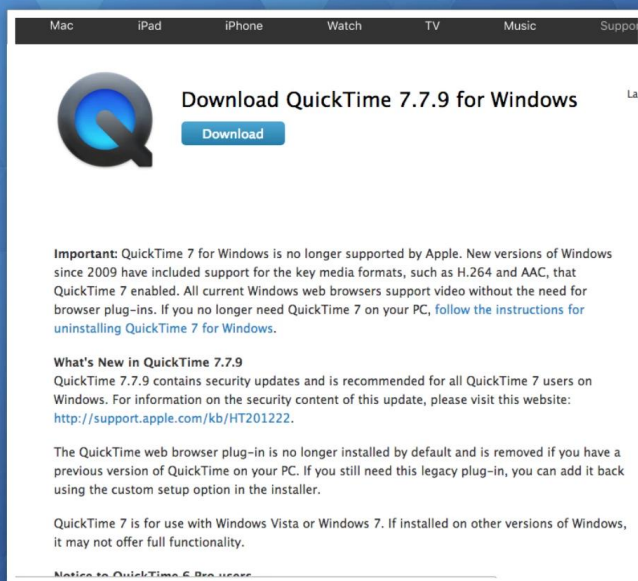 Mac iPad iPhone Watch TV Music Suppor
La
Download QuickTime 7.7.9 for Windows
Download
Important: QuickTime 7 for Windows is no longer supported by Apple. New versions of Windows
since 2009 have included support for the key media formats, such as H.264 and AAC, that
QuickTime 7 enabled. All current Windows web browsers support video without the need for
browser plug-ins. If you no longer need QuickTime 7 on your PC, follow the instructions for
uninstalling QuickTime 7 for Windows.
What's New in QuickTime 7.7.9
QuickTime 7.7.9 contains security updates and is recommended for all QuickTime 7 users on
Windows. For information on the security content of this update, please visit this website:
http://support.apple.com/kb/HT201222.
The QuickTime web browser plug-in is no longer installed by default and is removed if you have a
previous version of QuickTime on your PC. If you still need this legacy plug-in, you can add it back
using the custom setup option in the installer.
QuickTime 7 is for use with Windows Vista or Windows 7. If installed on other versions of Windows,
it may not offer full functionality.
Notice to QuickTime 6 Pro users